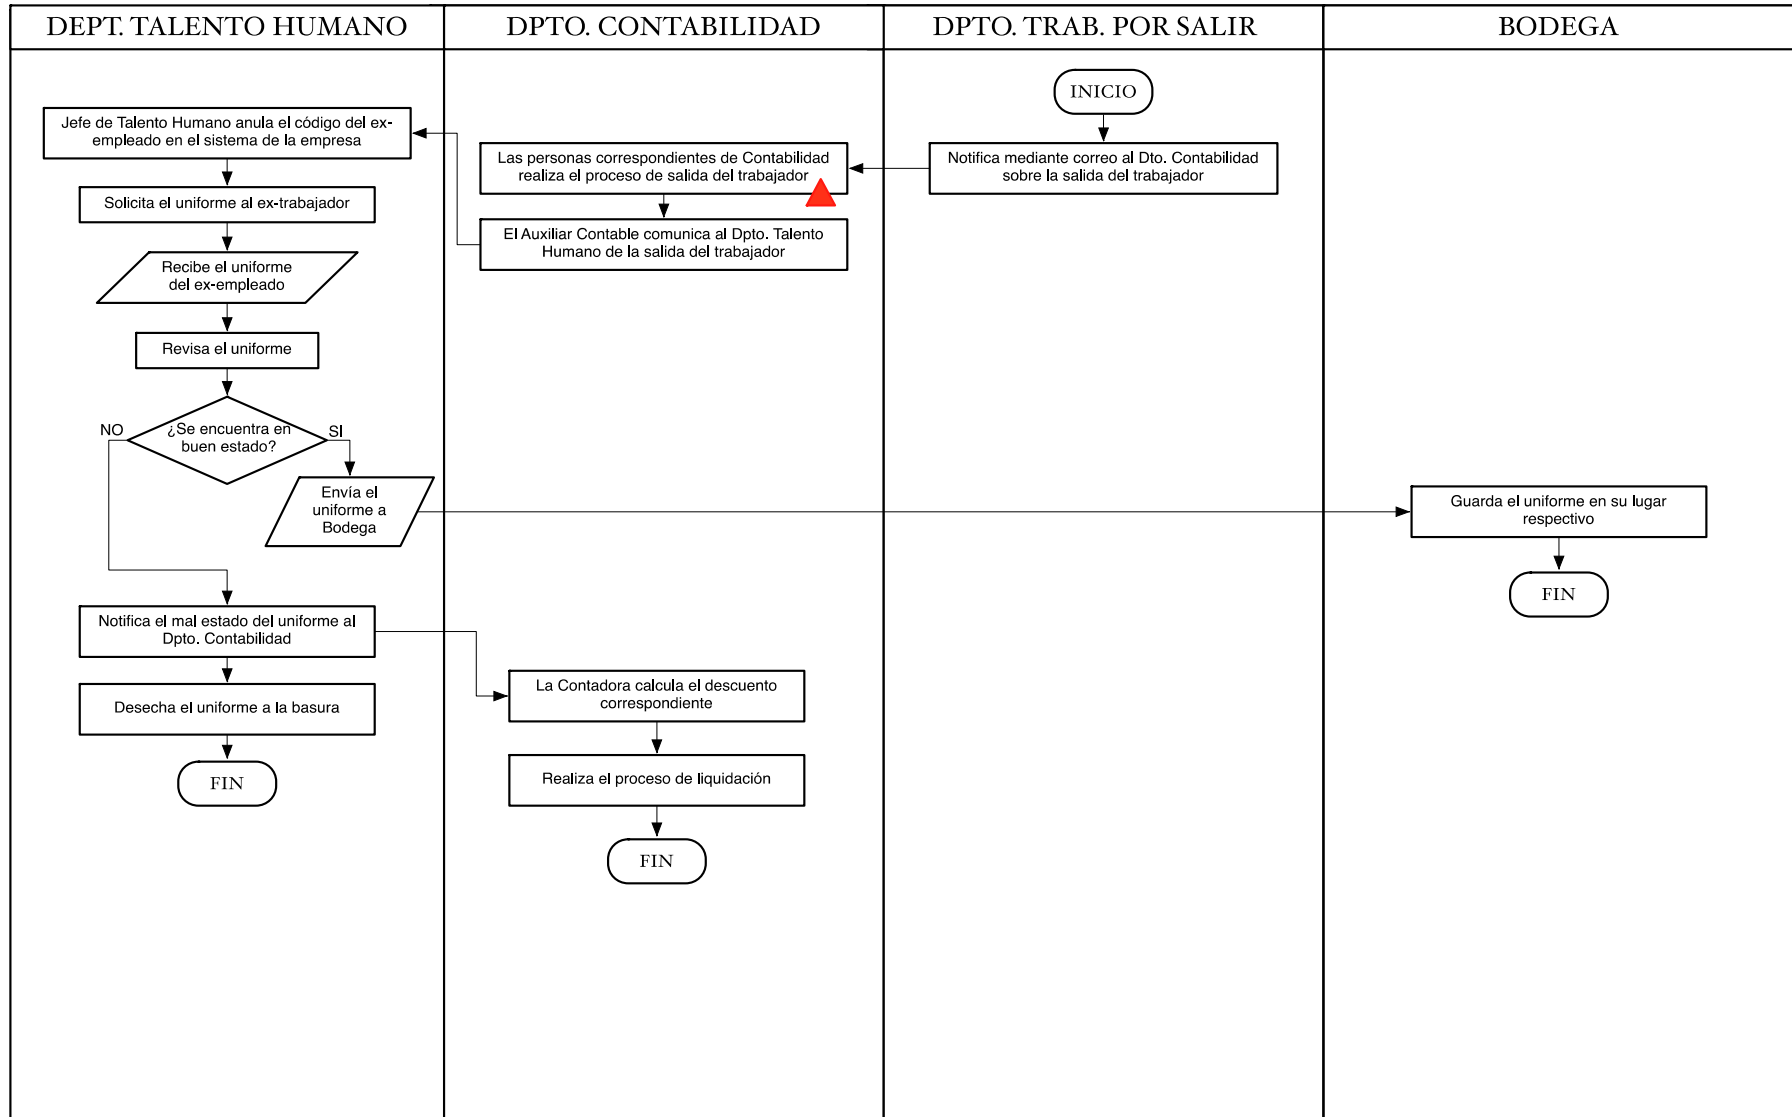 DEPT. TALENTO HUMANO
DPTO. CONTABILIDAD
DPTO. TRAB. POR SALIR
BODEGA
INICIO
Notifica mediante correo al Dto. Contabilidad
sobre la salida del trabajador
Las personas correspondientes de Contabilidad
realiza el proceso de salida del trabajador
El Auxiliar Contable comunica al Dpto. Talento
Humano de la salida del trabajador
Jefe de Talento Humano anula el código del ex-
empleado en el sistema de la empresa
Solicita el uniforme al ex-trabajador
Recibe el uniforme
del ex-empleado
Revisa el uniforme
¿Se encuentra en
buen estado?
NO
SI
Envía el
uniforme a
Bodega
Guarda el uniforme en su lugar
respectivo
FIN
Notifica el mal estado del uniforme al
Dpto. Contabilidad
Desecha el uniforme a la basura
FIN
La Contadora calcula el descuento
correspondiente
Realiza el proceso de liquidación
FIN